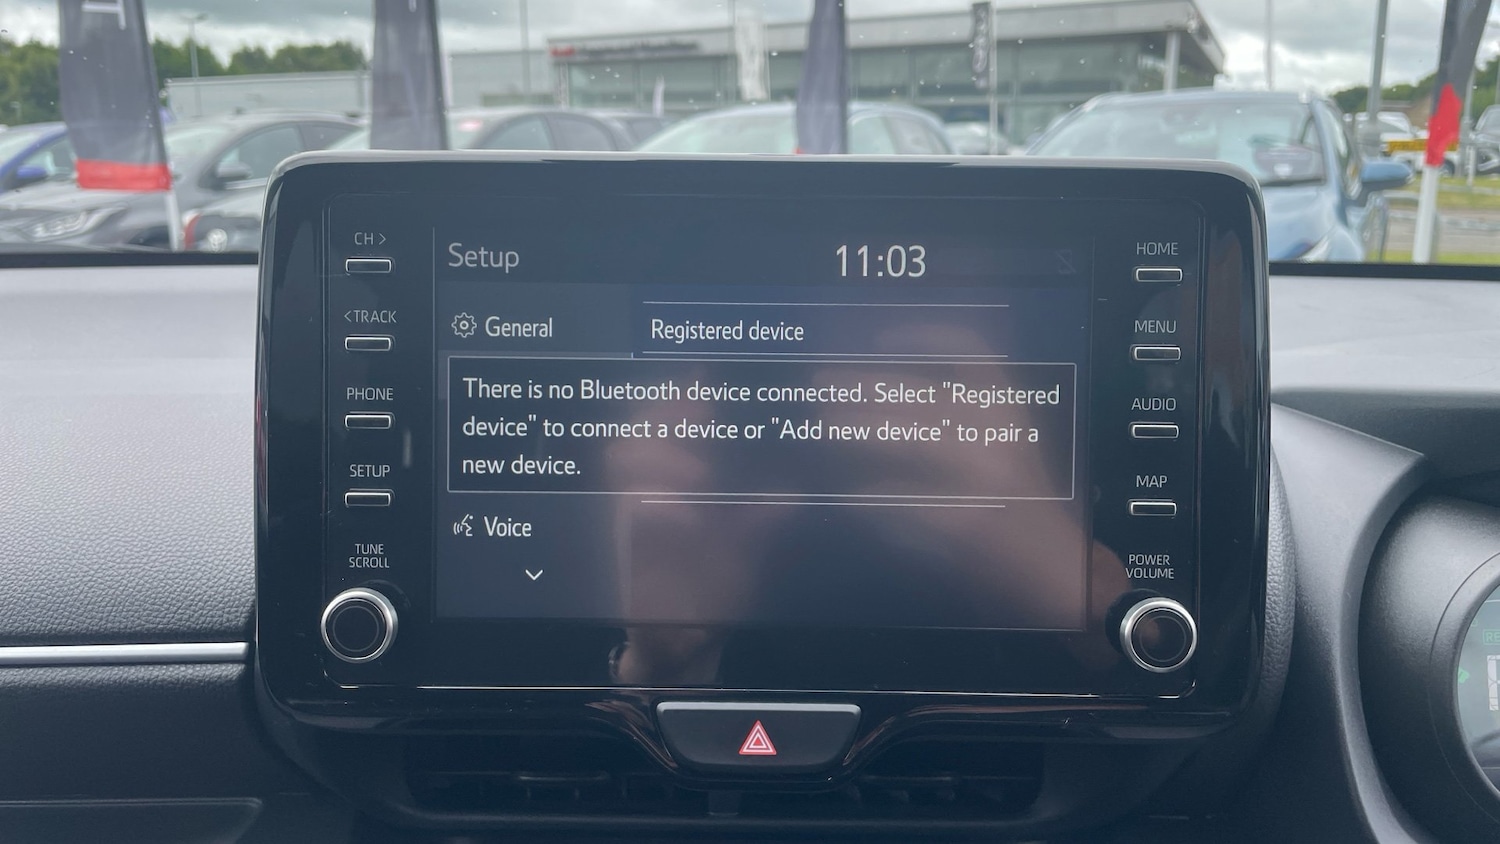 CH >
<TRACK
PHONE
SETUP
TUNE
SCROLL
Setup
11:03
General
Registered device
There is no Bluetooth device connected. Select "Registered
device" to connect a device or "Add new device" to pair a
new device.
Voice
HOME
MENU
AUDIO
MAP
POWER
VOLUME